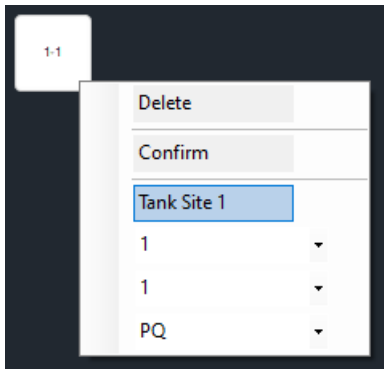 1-1
Delete
Confirm
Tank Site 1
1
1
PQ